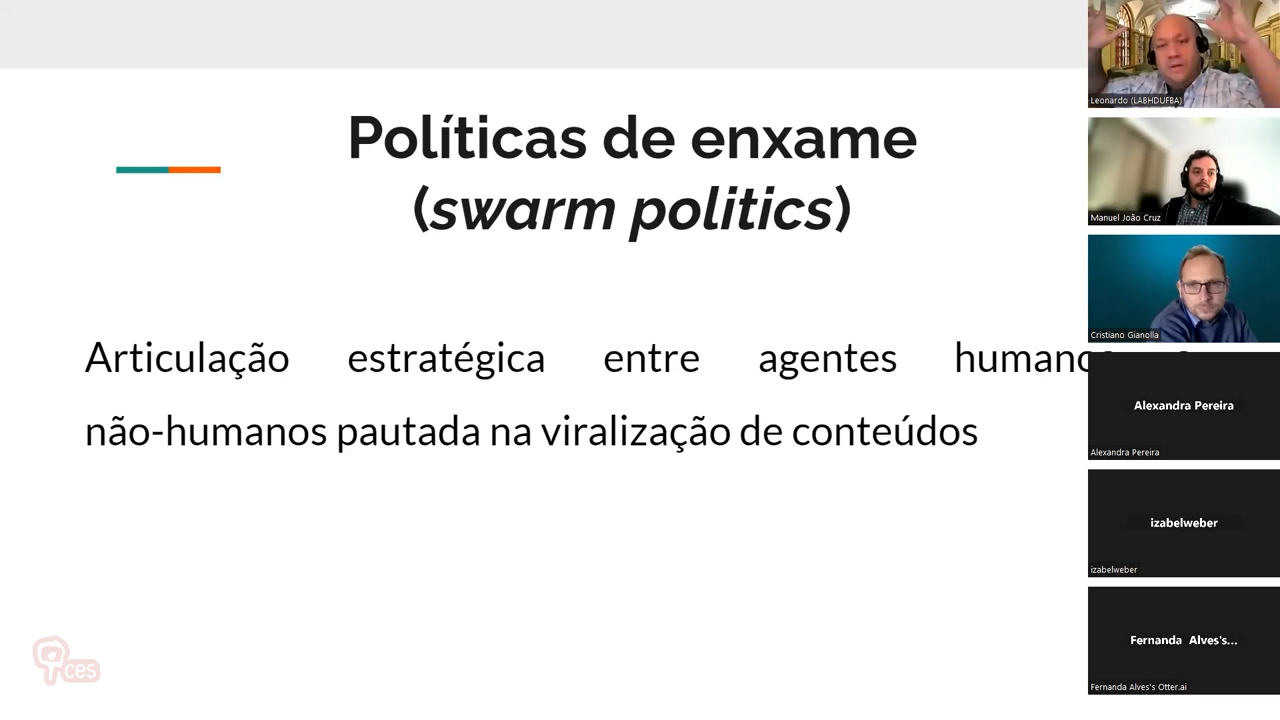 Políticas de enxame
(swarm politics)
Articulação estratégica entre agentes humanos e
não-humanos pautada na viralização de conteúdos
ces
Leonardo (LABHDUFBA)
Manuel João Cruz
Cristiano Gianolla
Alexandra Pereira
Alexandra Pereira
izabelweber
izabelweber
Fernanda Alves's...
Fernanda Alves's Otter.ai